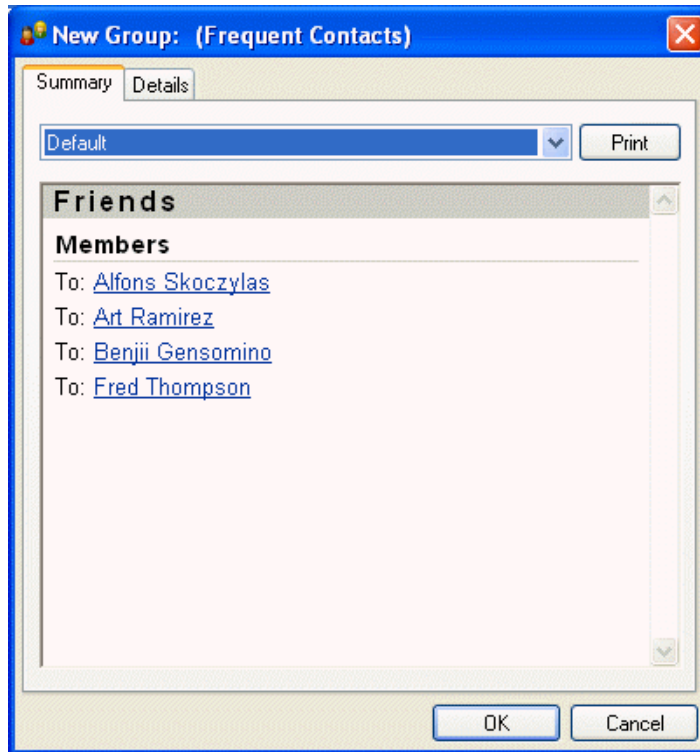 New Group: (Frequent Contacts)
Summary Details
Default Print
Friends
Members
To: Alfons Skoczylas
To: Art Ramirez
To: Benjii Gensomino
To: Fred Thompson
OK Cancel